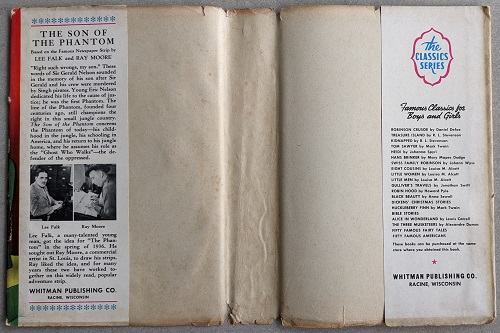 THE SON OF
THE PHANTOM
Based on the Famous Newspaper Strip by
LEE FALK and RAY MOORE
"Right such wrong, my son." These
words of Sir Gerald Nelson sounded
in the memory of his son after Sir
Gerald and his crew were murdered
by Singh pirates. Young Eric Nelson
dedicated his life to the cause of jus-
tice; he was the first Phantom. The
line of the Phantom, founded four
centuries ago, still champions the
right in this small jungle country.
The Son of the Phantom concerns
the Phantom of today—his child-
hood in the jungle, his schooling in
America, and his return to his jungle
home, where he assumes his role as
the "Ghost Who Walks"—the de-
fender of the oppressed.
Lee Falk
Ray Moore
Lee Falk, a many-talented young
man, got the idea for "The Phan-
tom" in the spring of 1936. He
sought out Ray Moore, a commercial
artist in St. Louis, to draw his strips.
Ray liked the idea, and for many
years these two have worked to-
gether on this widely read, popular
adventure strip.
WHITMAN PUBLISHING CO.
RACINE, WISCONSIN
the
CLASSICS
SERIES
Famous Classics for
Boys and Girls
ROBINSON CRUSOE by Daniel Defoe
TREASURE ISLAND by R. L. Stevenson
KIDNAPPED by R. L. Stevenson
TOM SAWYER by Mark Twain
HEIDI by Johanna Spyri
HANS BRINKER by Mary Mapes Dodge
SWISS FAMILY ROBINSON by Johann Wyss
EIGHT COUSINS by Louisa M. Alcott
LITTLE WOMEN by Louisa M. Alcott
LITTLE MEN by Louisa M. Alcott
GULLIVER'S TRAVELS by Jonathan Swift
ROBIN HOOD by Howard Pyle
BLACK BEAUTY by Anna Sewell
DICKENS' CHRISTMAS STORIES
HUCKLEBERRY FINN by Mark Twain
BIBLE STORIES
ALICE IN WONDERLAND by Lewis Carroll
THE THREE MUSKETEERS by Alexandre Dumas
FIFTY FAMOUS FAIRY TALES
FIFTY FAMOUS AMERICANS
These books can be purchased at the same
store where you obtained this book.
WHITMAN PUBLISHING CO.
RACINE, WISCONSIN